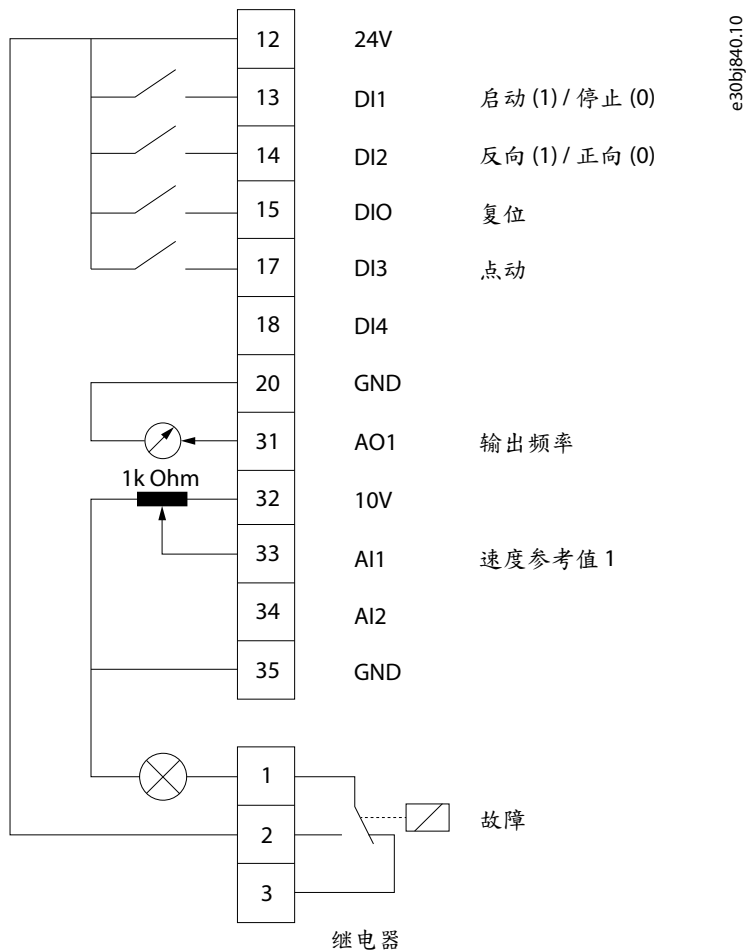 e30bj840.10
12 24V
13 DI1 启动 (1) / 停止 (0)
14 DI2 反向 (1) / 正向 (0)
15 DIO 复位
17 DI3 点动
18 DI4
20 GND
31 AO1 输出频率
1k Ohm
32 10V
33 AI1 速度参考值 1
34 AI2
35 GND
1
2 故障
3
继电器